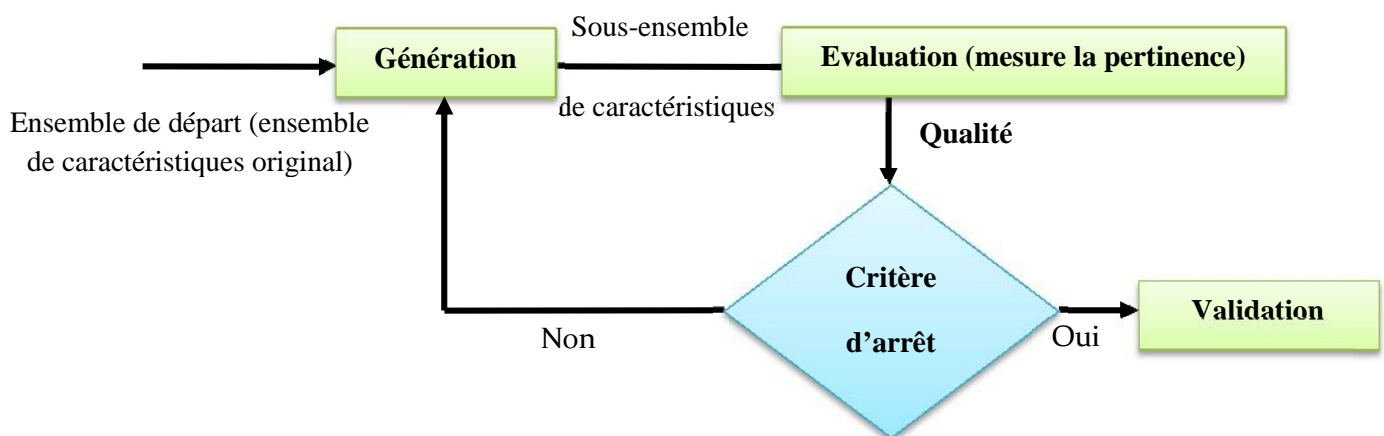 Sous-ensemble
Génération
Evaluation (mesure la pertinence)
de caractéristiques
Ensemble de départ (ensemble
de caractéristiques original)
Qualité
Critère
d’arrêt
Validation
Non
Oui